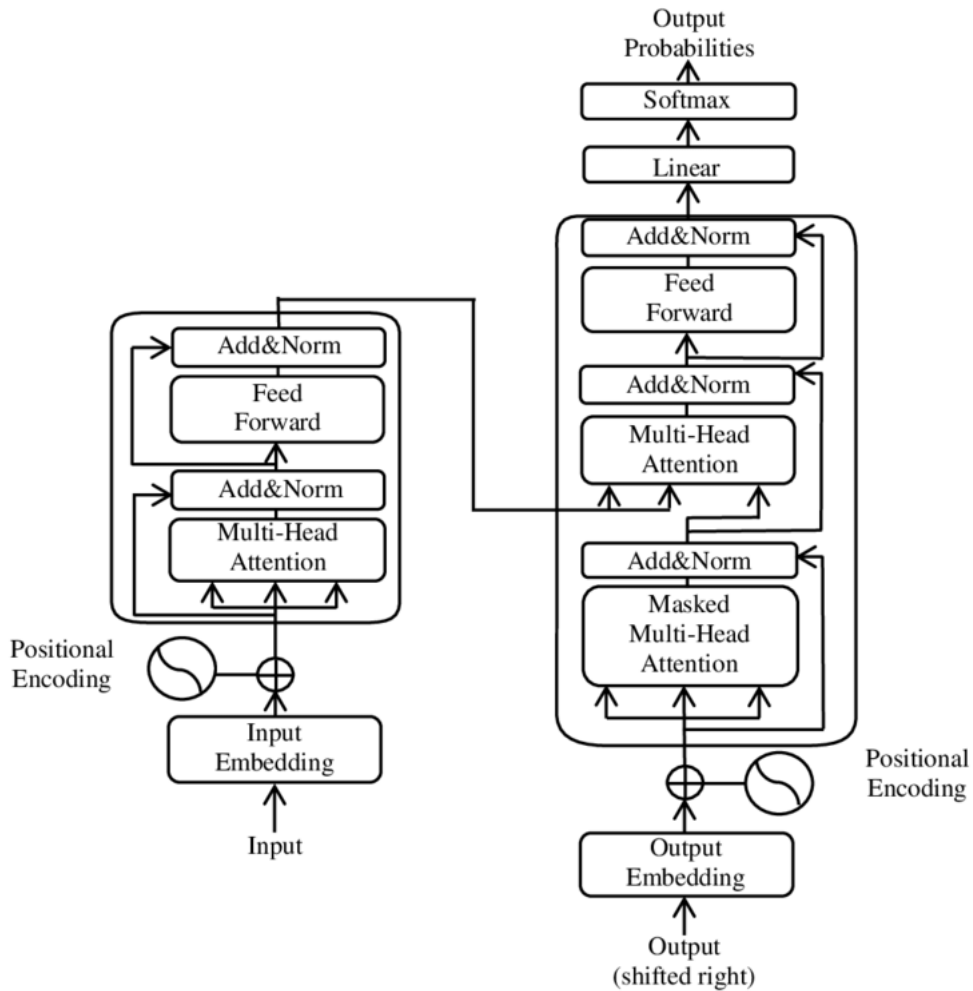 Output
Probabilities
Softmax
Linear
Add&Norm
Feed
Forward
Add&Norm
Multi-Head
Attention
Add&Norm
Masked
Multi-Head
Attention
Positional
Encoding
Output
Embedding
Output
(shifted right)
Add&Norm
Feed
Forward
Add&Norm
Multi-Head
Attention
Positional
Encoding
Input
Embedding
Input